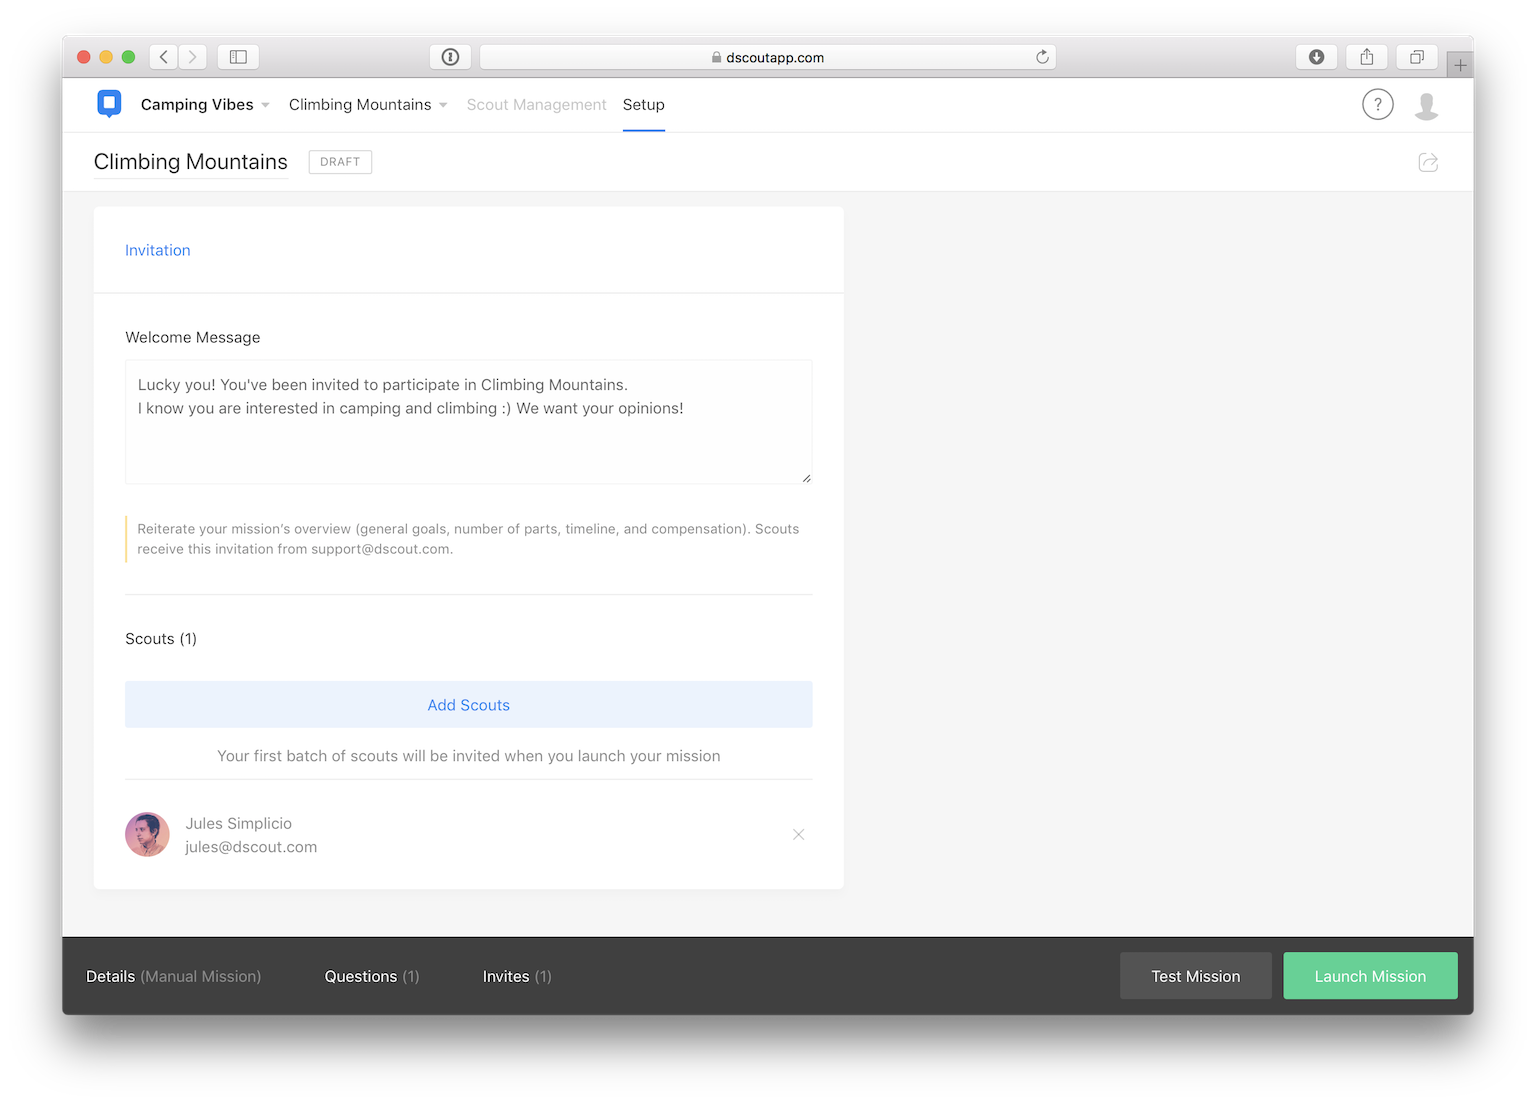 dscoutapp.com
Camping Vibes Climbing Mountains Scout Management Setup ?
Climbing Mountains DRAFT
Invitation
Welcome Message
Lucky you! You've been invited to participate in Climbing Mountains.
I know you are interested in camping and climbing :) We want your opinions!
Reiterate your mission's overview (general goals, number of parts, timeline, and compensation). Scouts
receive this invitation from support@dscout.com.
Scouts (1)
Add Scouts
Your first batch of scouts will be invited when you launch your mission
Jules Simplicio
jules@dscout.com
Details (Manual Mission) Questions (1) Invites (1) Test Mission Launch Mission